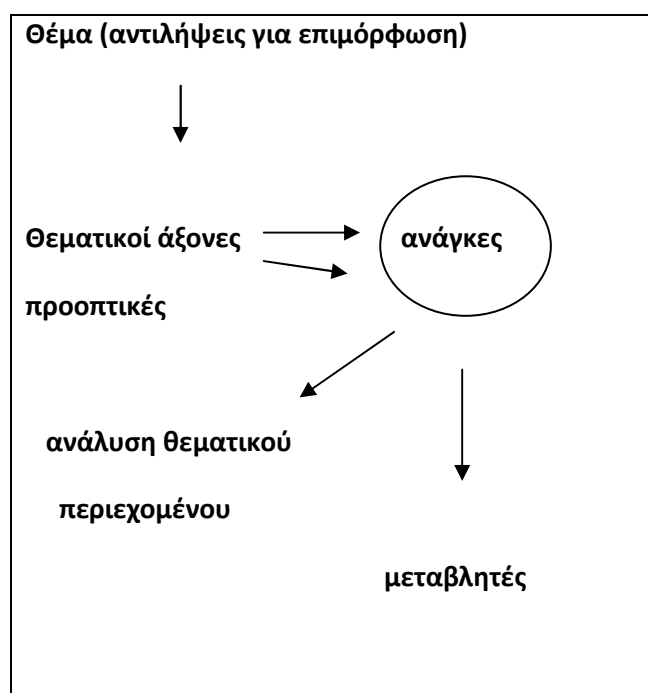 Θέμα (αντιλήψεις για επιμόρφωση)
Θεματικοί άξονες
ανάγκες
προοπτικές
ανάλυση θεματικού
περιεχομένου
μεταβλητές